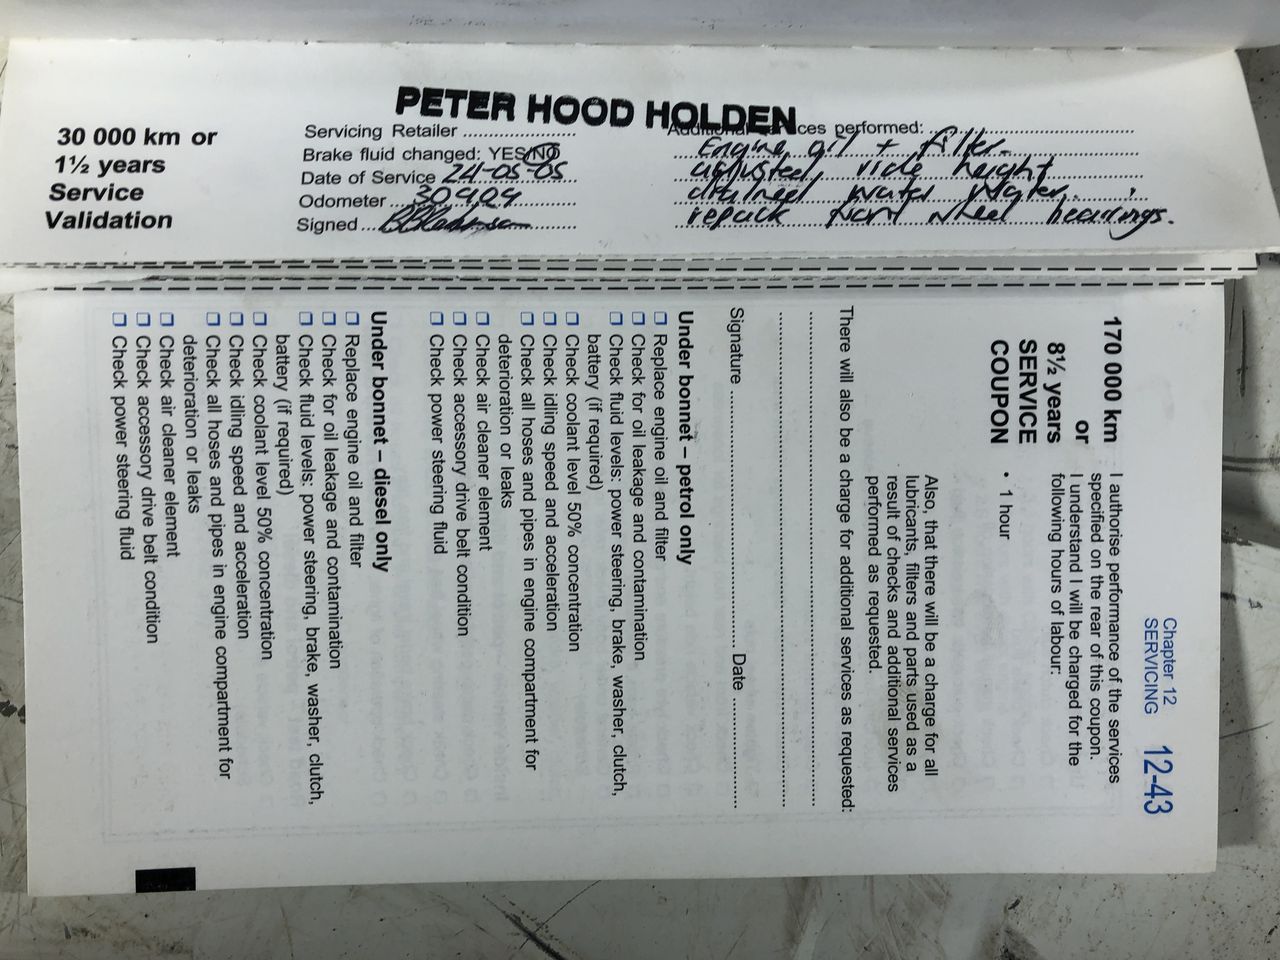 PETER HOOD HOLDEN
30 000 km or
1½ years
Service
Validation
Servicing Retailer
Brake fluid changed: YES/NO
Date of Service 24-05-05
Odometer 30404
Signed
Additional services performed:
Engine oil + filter.
adjusted ride height
drained water
repack front wheel bearings.
Chapter 12
SERVICING 12-43
170 000 km
or
8½ years
SERVICE
COUPON
I authorise performance of the services
specified on the rear of this coupon.
I understand I will be charged for the
following hours of labour:
• 1 hour
Also, that there will be a charge for all
lubricants, filters and parts used as a
result of checks and additional services
performed as requested.
There will also be a charge for additional services as requested:
Signature Date
Under bonnet – petrol only
❏ Replace engine oil and filter
❏ Check for oil leakage and contamination
❏ Check fluid levels: power steering, brake, washer, clutch,
battery (if required)
❏ Check coolant level 50% concentration
❏ Check idling speed and acceleration
❏ Check all hoses and pipes in engine compartment for
deterioration or leaks
❏ Check air cleaner element
❏ Check accessory drive belt condition
❏ Check power steering fluid
Under bonnet – diesel only
❏ Replace engine oil and filter
❏ Check for oil leakage and contamination
❏ Check fluid levels: power steering, brake, washer, clutch,
battery (if required)
❏ Check coolant level 50% concentration
❏ Check idling speed and acceleration
❏ Check all hoses and pipes in engine compartment for
deterioration or leaks
❏ Check air cleaner element
❏ Check accessory drive belt condition
❏ Check power steering fluid